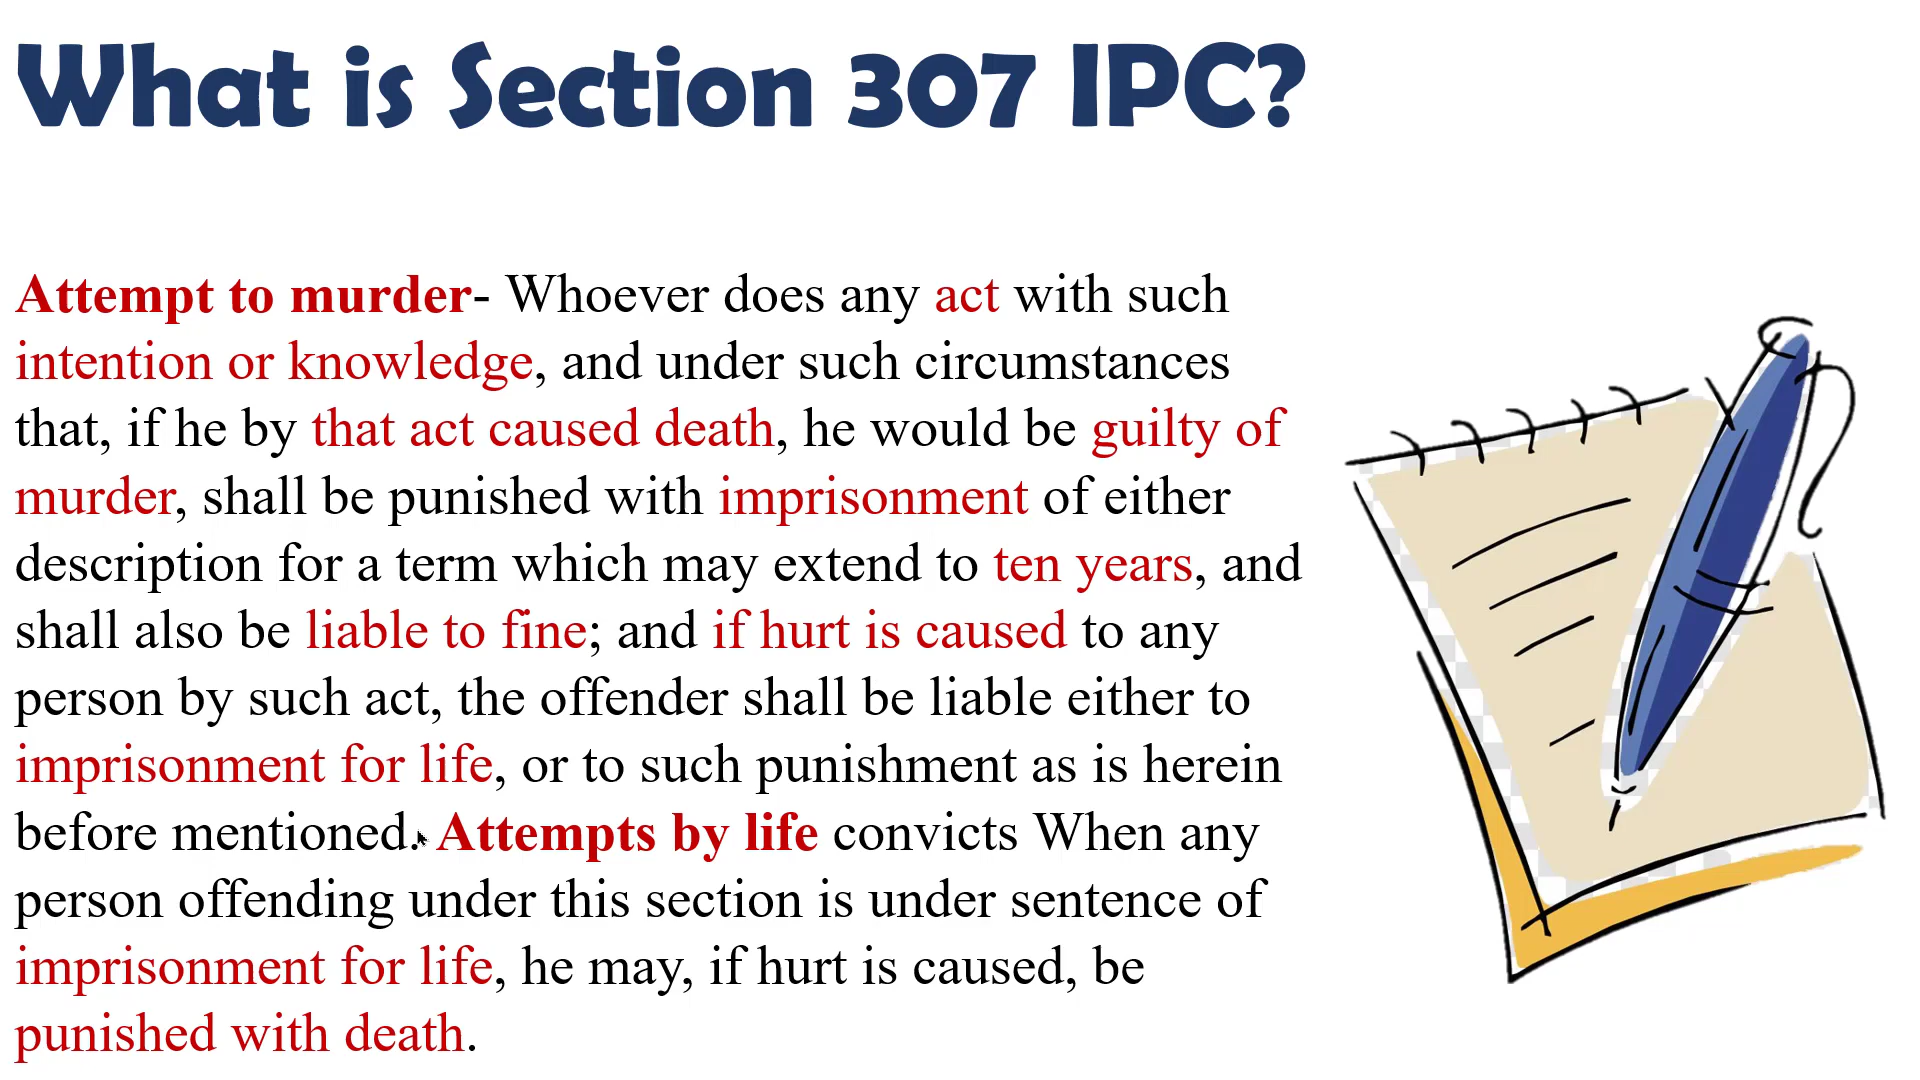 What is Section 307 IPC?
Attempt to murder- Whoever does any act with such
intention or knowledge, and under such circumstances
that, if he by that act caused death, he would be guilty of
murder, shall be punished with imprisonment of either
description for a term which may extend to ten years, and
shall also be liable to fine; and if hurt is caused to any
person by such act, the offender shall be liable either to
imprisonment for life, or to such punishment as is herein
before mentioned. Attempts by life convicts When any
person offending under this section is under sentence of
imprisonment for life, he may, if hurt is caused, be
punished with death.